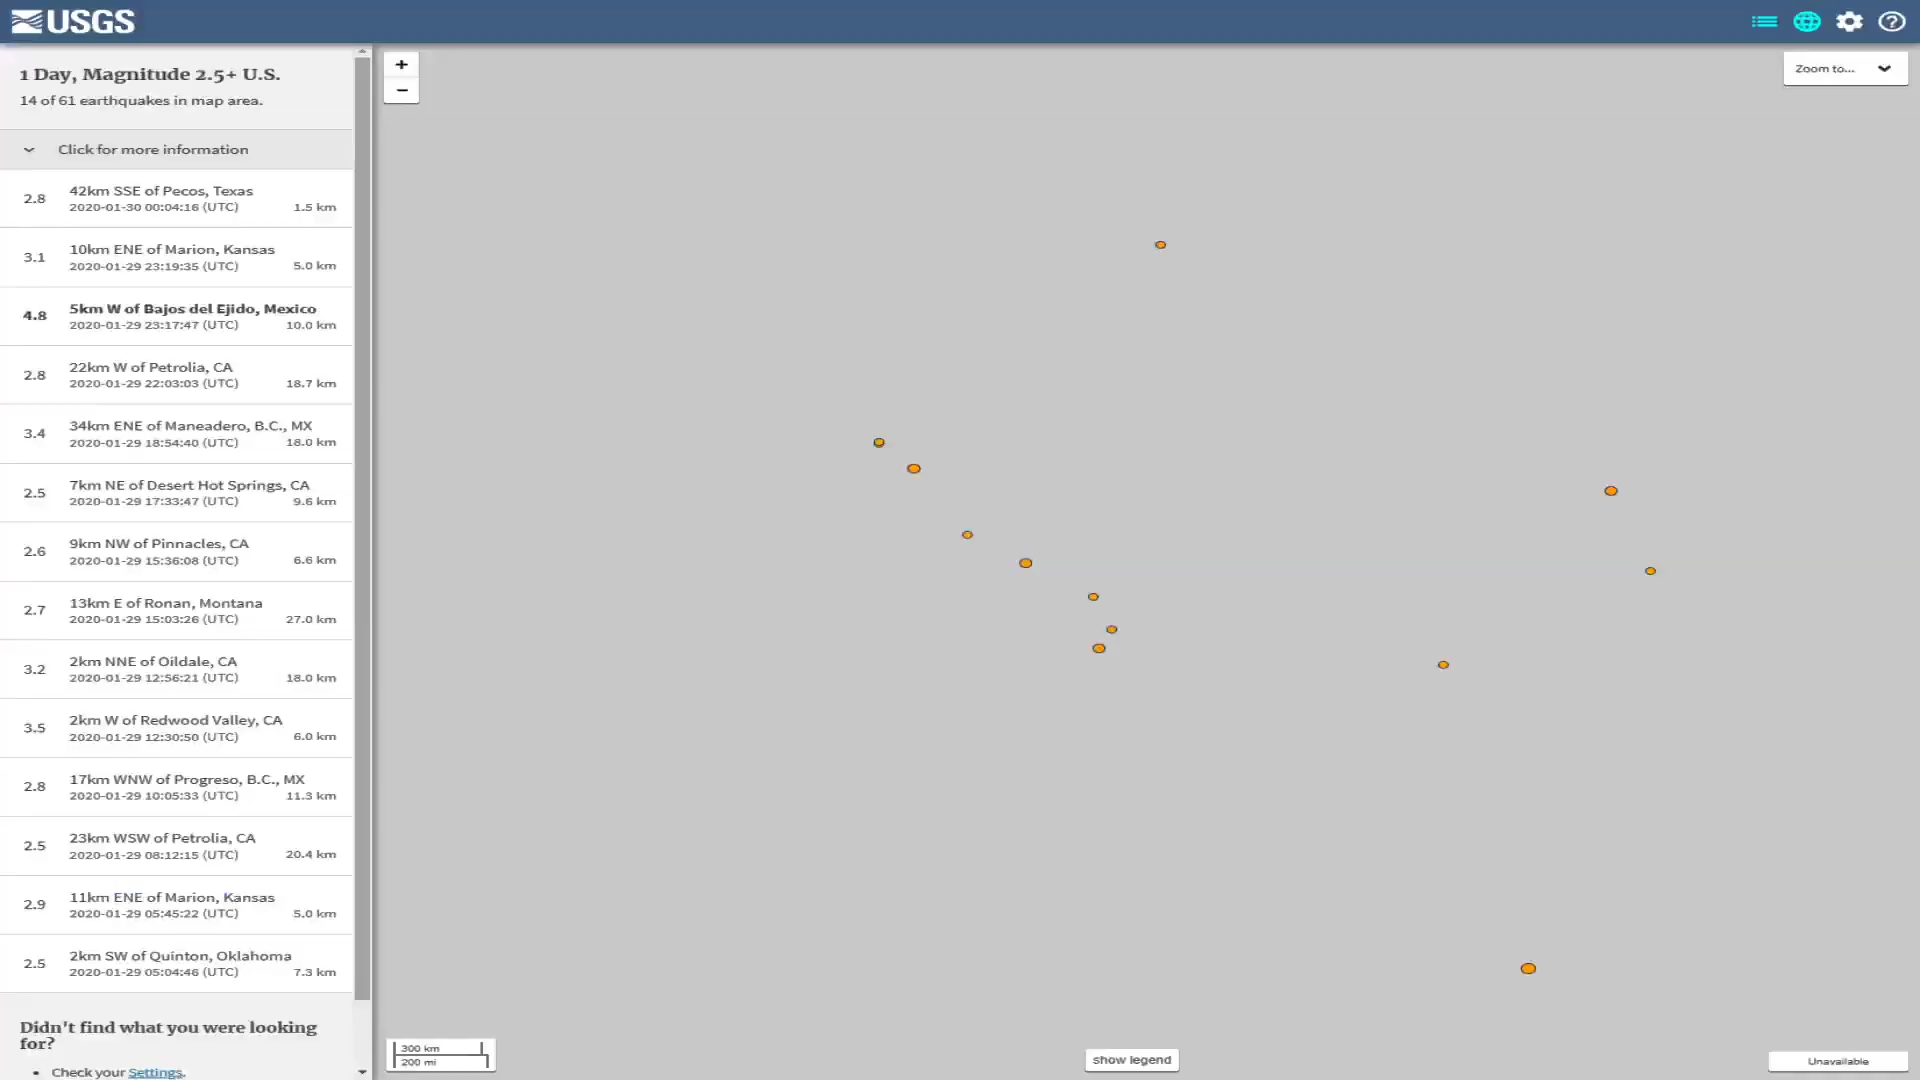 USGS
1 Day, Magnitude 2.5+ U.S.
14 of 61 earthquakes in map area.
Click for more information
2.8
42km SSE of Pecos, Texas
2020-01-30 00:04:16 (UTC) 1.5 km
3.1
10km ENE of Marion, Kansas
2020-01-29 23:19:35 (UTC) 5.0 km
4.8
5km W of Bajos del Ejido, Mexico
2020-01-29 23:17:47 (UTC) 10.0 km
2.8
22km W of Petrolia, CA
2020-01-29 22:03:03 (UTC) 18.7 km
3.4
34km ENE of Maneadero, B.C., MX
2020-01-29 18:54:40 (UTC) 18.0 km
2.5
7km NE of Desert Hot Springs, CA
2020-01-29 17:33:47 (UTC) 9.6 km
2.6
9km NW of Pinnacles, CA
2020-01-29 15:36:08 (UTC) 6.6 km
2.7
13km E of Ronan, Montana
2020-01-29 15:03:26 (UTC) 27.0 km
3.2
2km NNE of Oildale, CA
2020-01-29 12:56:21 (UTC) 18.0 km
3.5
2km W of Redwood Valley, CA
2020-01-29 12:30:50 (UTC) 6.0 km
2.8
17km WNW of Progreso, B.C., MX
2020-01-29 10:05:33 (UTC) 11.3 km
2.5
23km WSW of Petrolia, CA
2020-01-29 08:12:15 (UTC) 20.4 km
2.9
11km ENE of Marion, Kansas
2020-01-29 05:45:22 (UTC) 5.0 km
2.5
2km SW of Quinton, Oklahoma
2020-01-29 05:04:46 (UTC) 7.3 km
Didn't find what you were looking
for?
• Check your Settings.
+
−
Zoom to...
300 km
200 mi
show legend
Unavailable